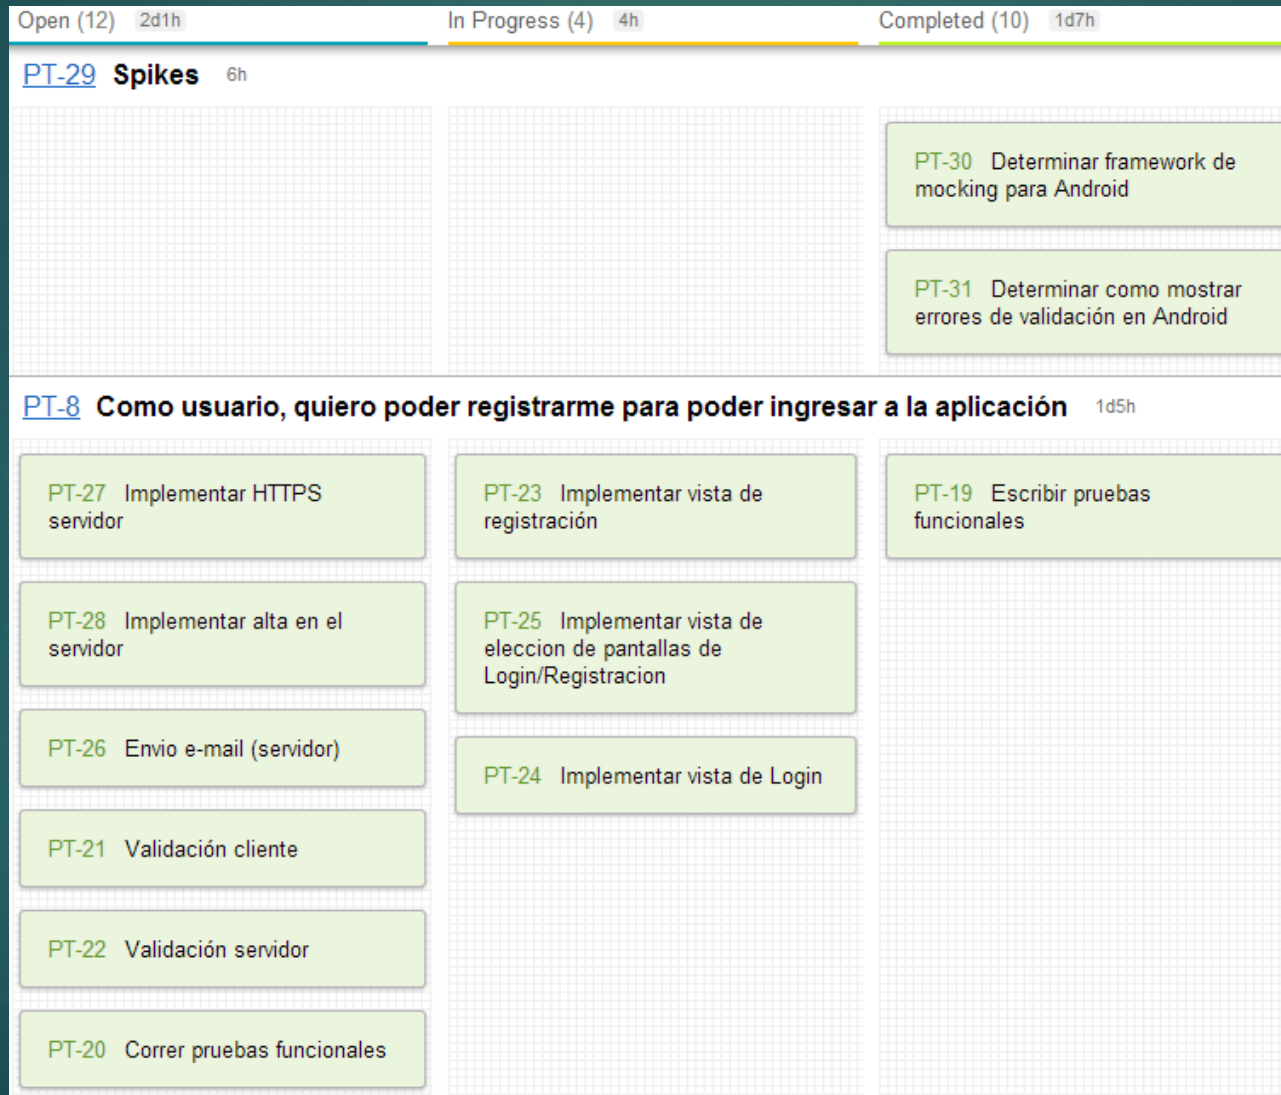 Open (12) 2d1h
In Progress (4) 4h
Completed (10) 1d7h
PT-29 Spikes 6h
PT-30 Determinar framework de
mocking para Android
PT-31 Determinar como mostrar
errores de validación en Android
PT-8 Como usuario, quiero poder registrarme para poder ingresar a la aplicación 1d5h
PT-27 Implementar HTTPS
servidor
PT-28 Implementar alta en el
servidor
PT-26 Envio e-mail (servidor)
PT-21 Validación cliente
PT-22 Validación servidor
PT-20 Correr pruebas funcionales
PT-23 Implementar vista de
registración
PT-25 Implementar vista de
eleccion de pantallas de
Login/Registracion
PT-24 Implementar vista de Login
PT-19 Escribir pruebas
funcionales